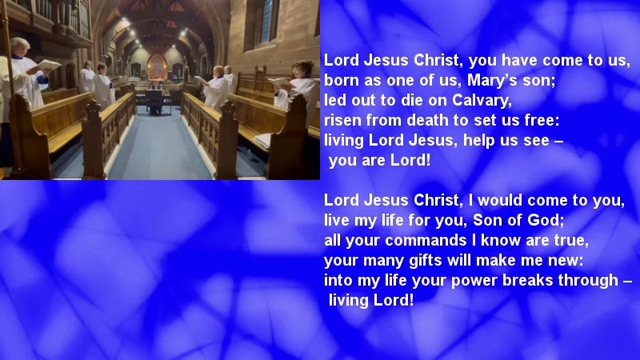 Lord Jesus Christ, you have come to us,
born as one of us, Mary's son;
led out to die on Calvary,
risen from death to set us free:
living Lord Jesus, help us see –
you are Lord!
Lord Jesus Christ, I would come to you,
live my life for you, Son of God;
all your commands I know are true,
your many gifts will make me new:
into my life your power breaks through –
living Lord!